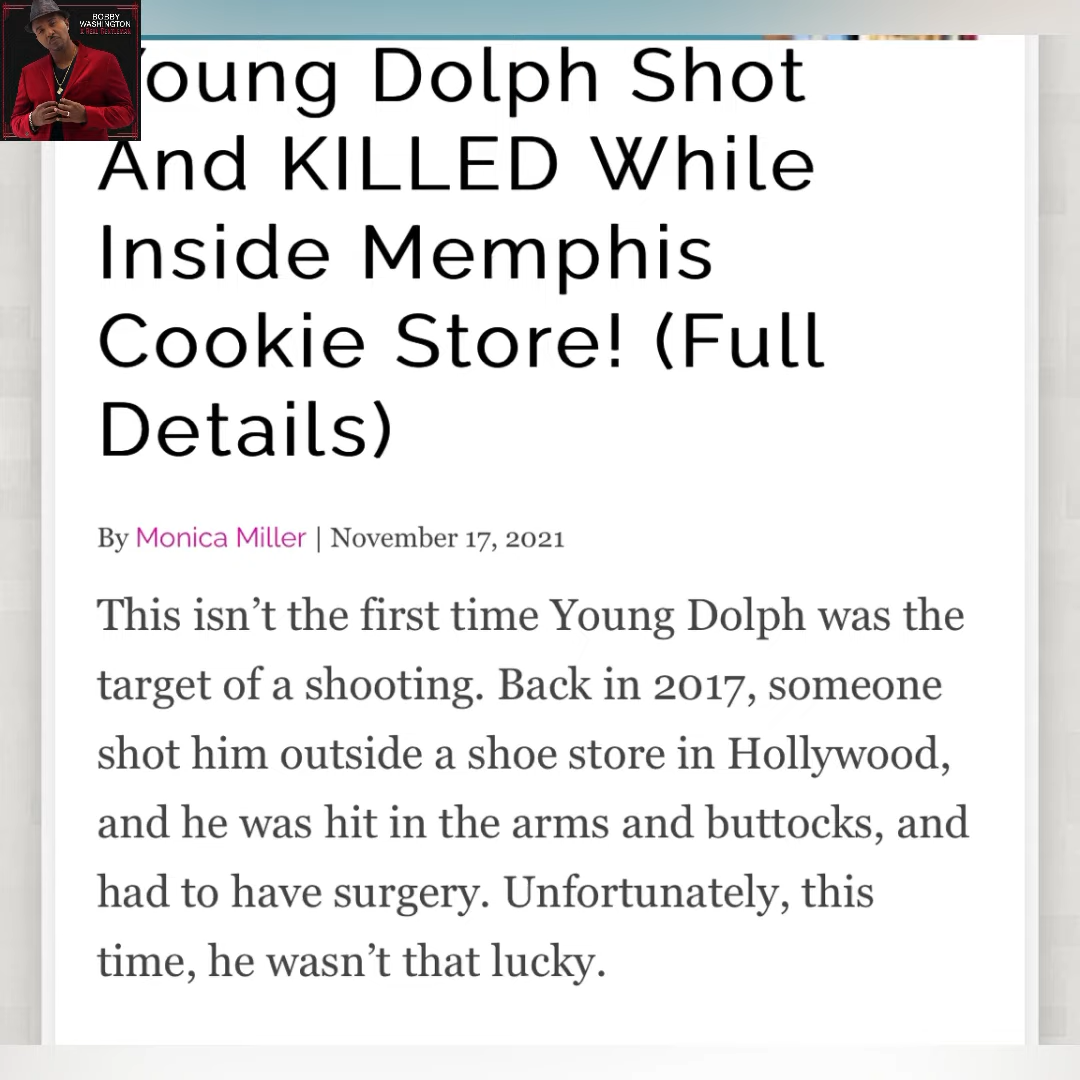 BOBBY
WASHINGTON
A REAL GENTLEMAN
Young Dolph Shot
And KILLED While
Inside Memphis
Cookie Store! (Full
Details)
By Monica Miller | November 17, 2021
This isn’t the first time Young Dolph was the
target of a shooting. Back in 2017, someone
shot him outside a shoe store in Hollywood,
and he was hit in the arms and buttocks, and
had to have surgery. Unfortunately, this
time, he wasn’t that lucky.